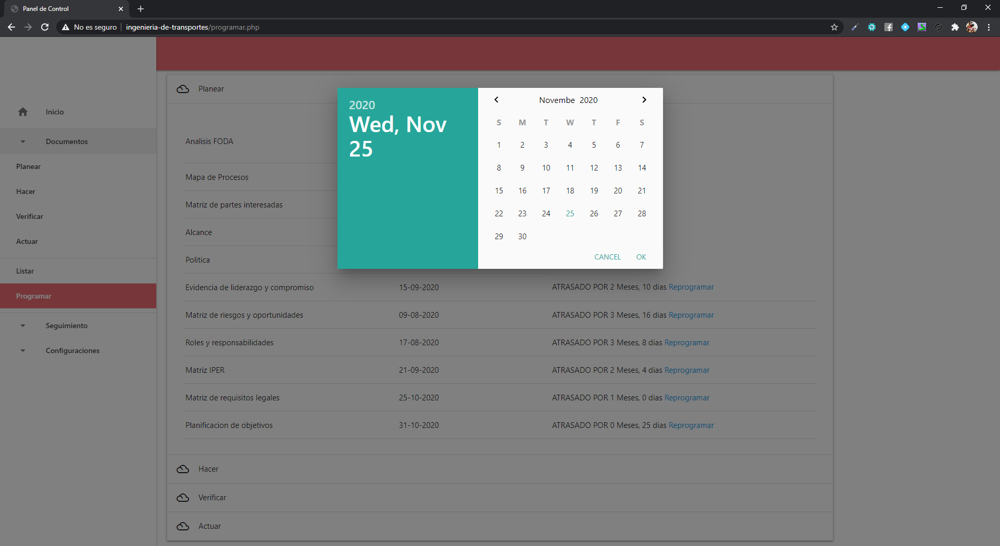 Panel de Control
No es seguro
ingenieria-de-transportes/programar.php
Inicio
Documentos
Planear
Hacer
Verificar
Actuar
Listar
Programar
Seguimiento
Configuraciones
Planear
Analisis FODA
Mapa de Procesos
Matriz de partes interesadas
Alcance
Politica
Evidencia de liderazgo y compromiso 15-09-2020 ATRASADO POR 2 Meses, 10 dias Reprogramar
Matriz de riesgos y oportunidades 09-08-2020 ATRASADO POR 3 Meses, 16 dias Reprogramar
Roles y responsabilidades 17-08-2020 ATRASADO POR 3 Meses, 8 dias Reprogramar
Matriz IPER 21-09-2020 ATRASADO POR 2 Meses, 4 dias Reprogramar
Matriz de requisitos legales 25-10-2020 ATRASADO POR 1 Meses, 0 dias Reprogramar
Planificacion de objetivos 31-10-2020 ATRASADO POR 0 Meses, 25 dias Reprogramar
Hacer
Verificar
Actuar
2020
Wed, Nov
25
Novembe 2020
S M T W T F S
1 2 3 4 5 6 7
8 9 10 11 12 13 14
15 16 17 18 19 20 21
22 23 24 25 26 27 28
29 30
CANCEL OK